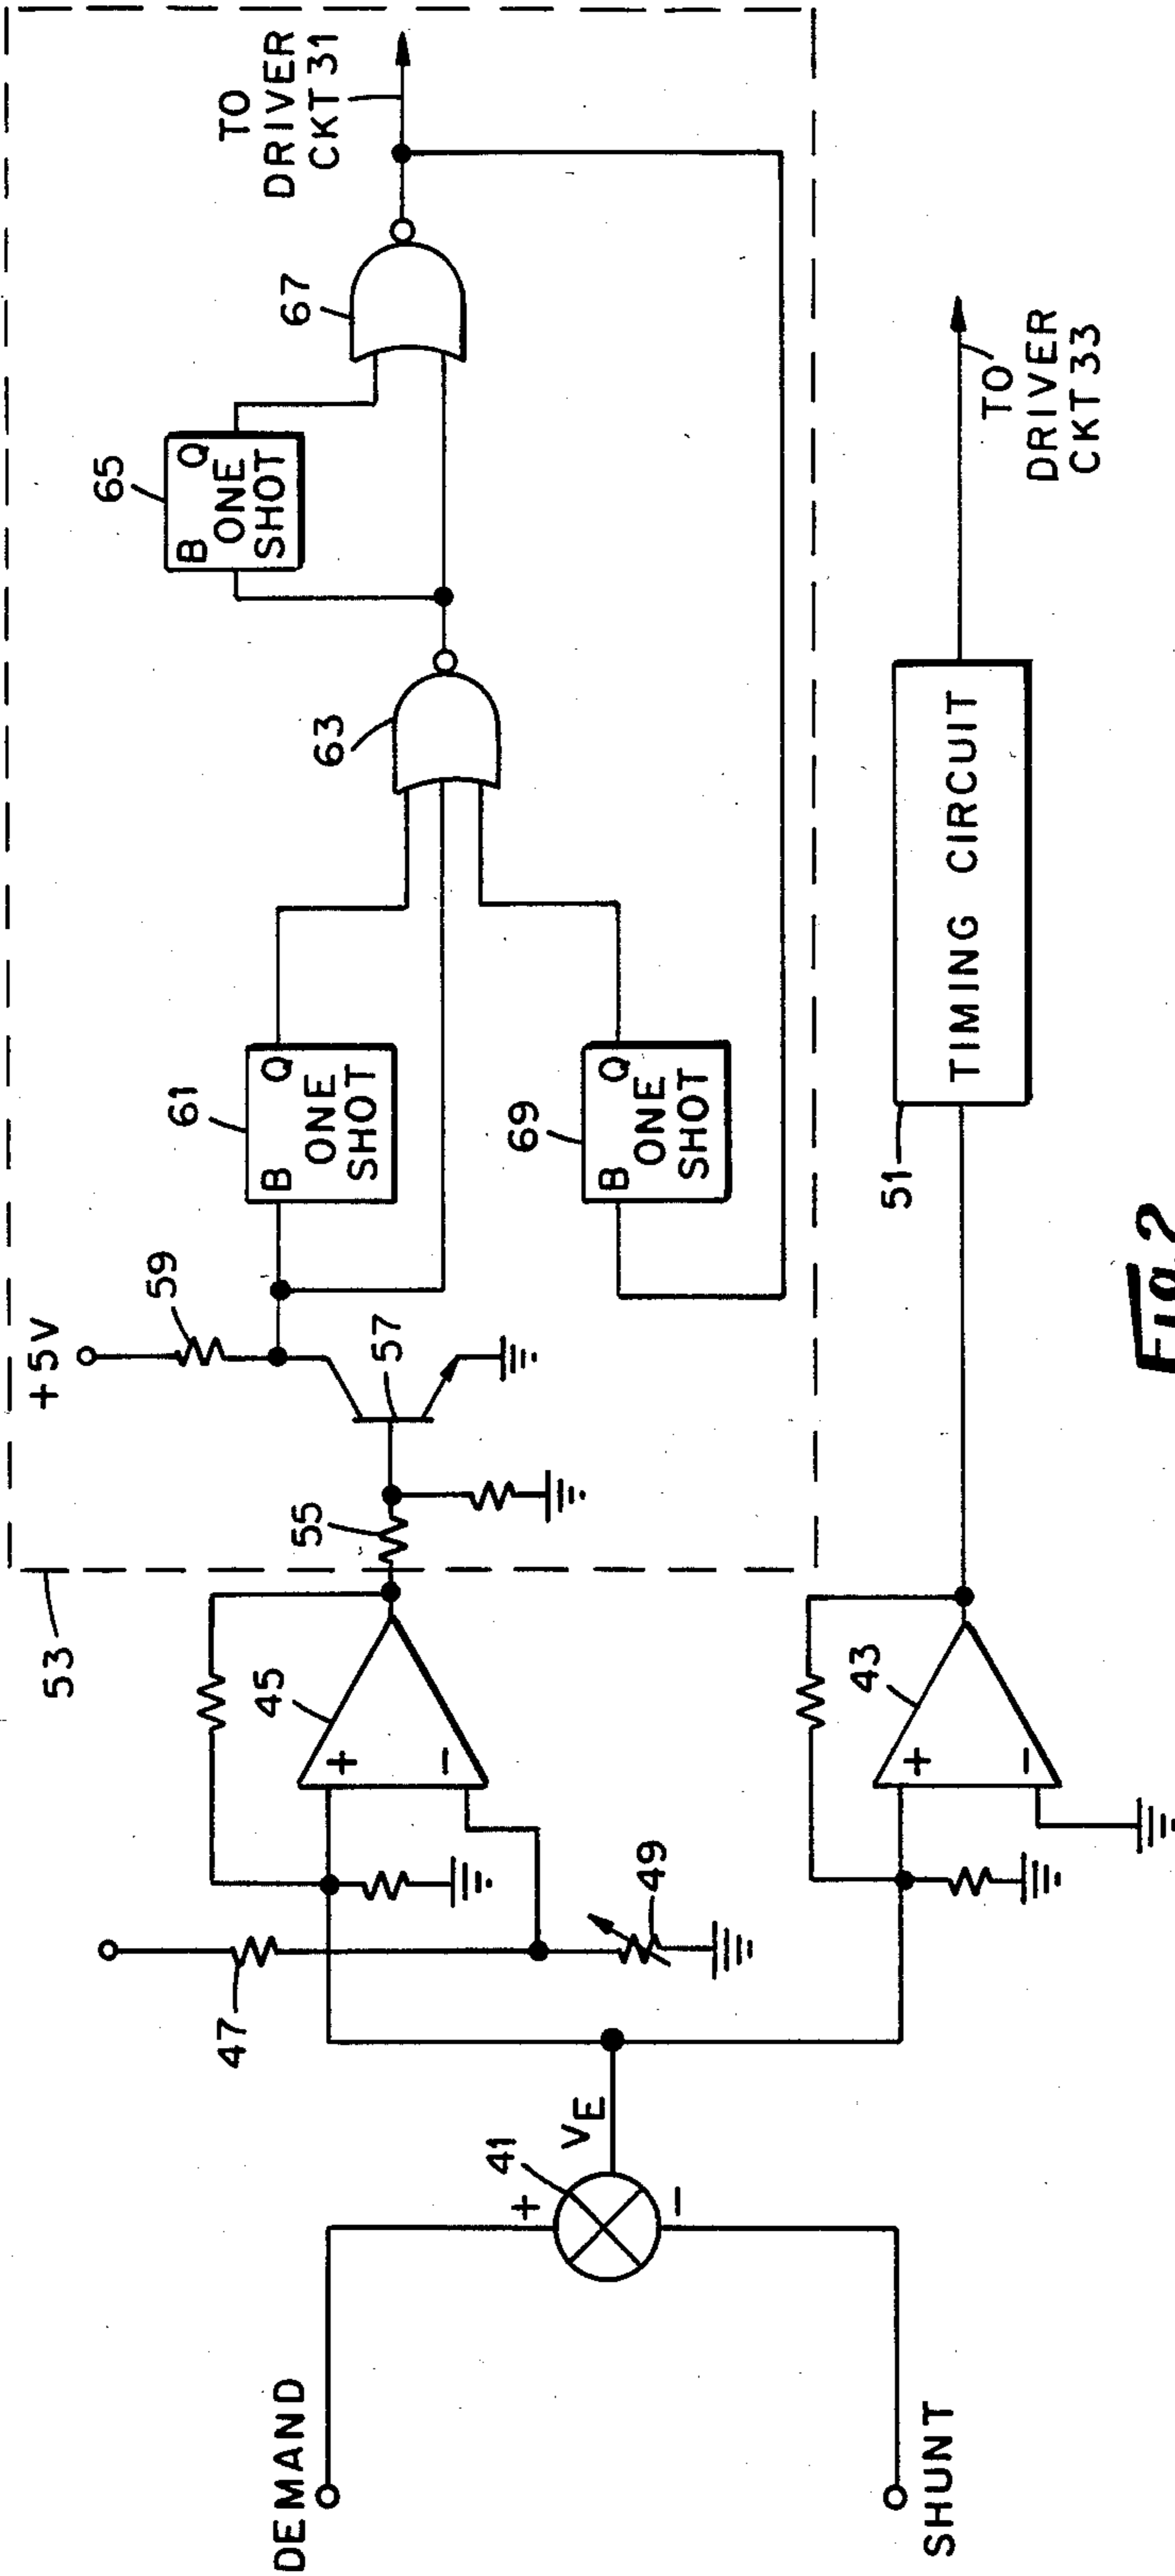 DEMAND
SHUNT
41
+
−
VE
47
49
45
+
−
43
+
−
53
55
57
+5V
59
61
B Q
ONE
SHOT
69
B Q
ONE
SHOT
63
65
B Q
ONE
SHOT
67
TO
DRIVER
CKT 31
51
TIMING CIRCUIT
TO
DRIVER
CKT 33
Fig. 2